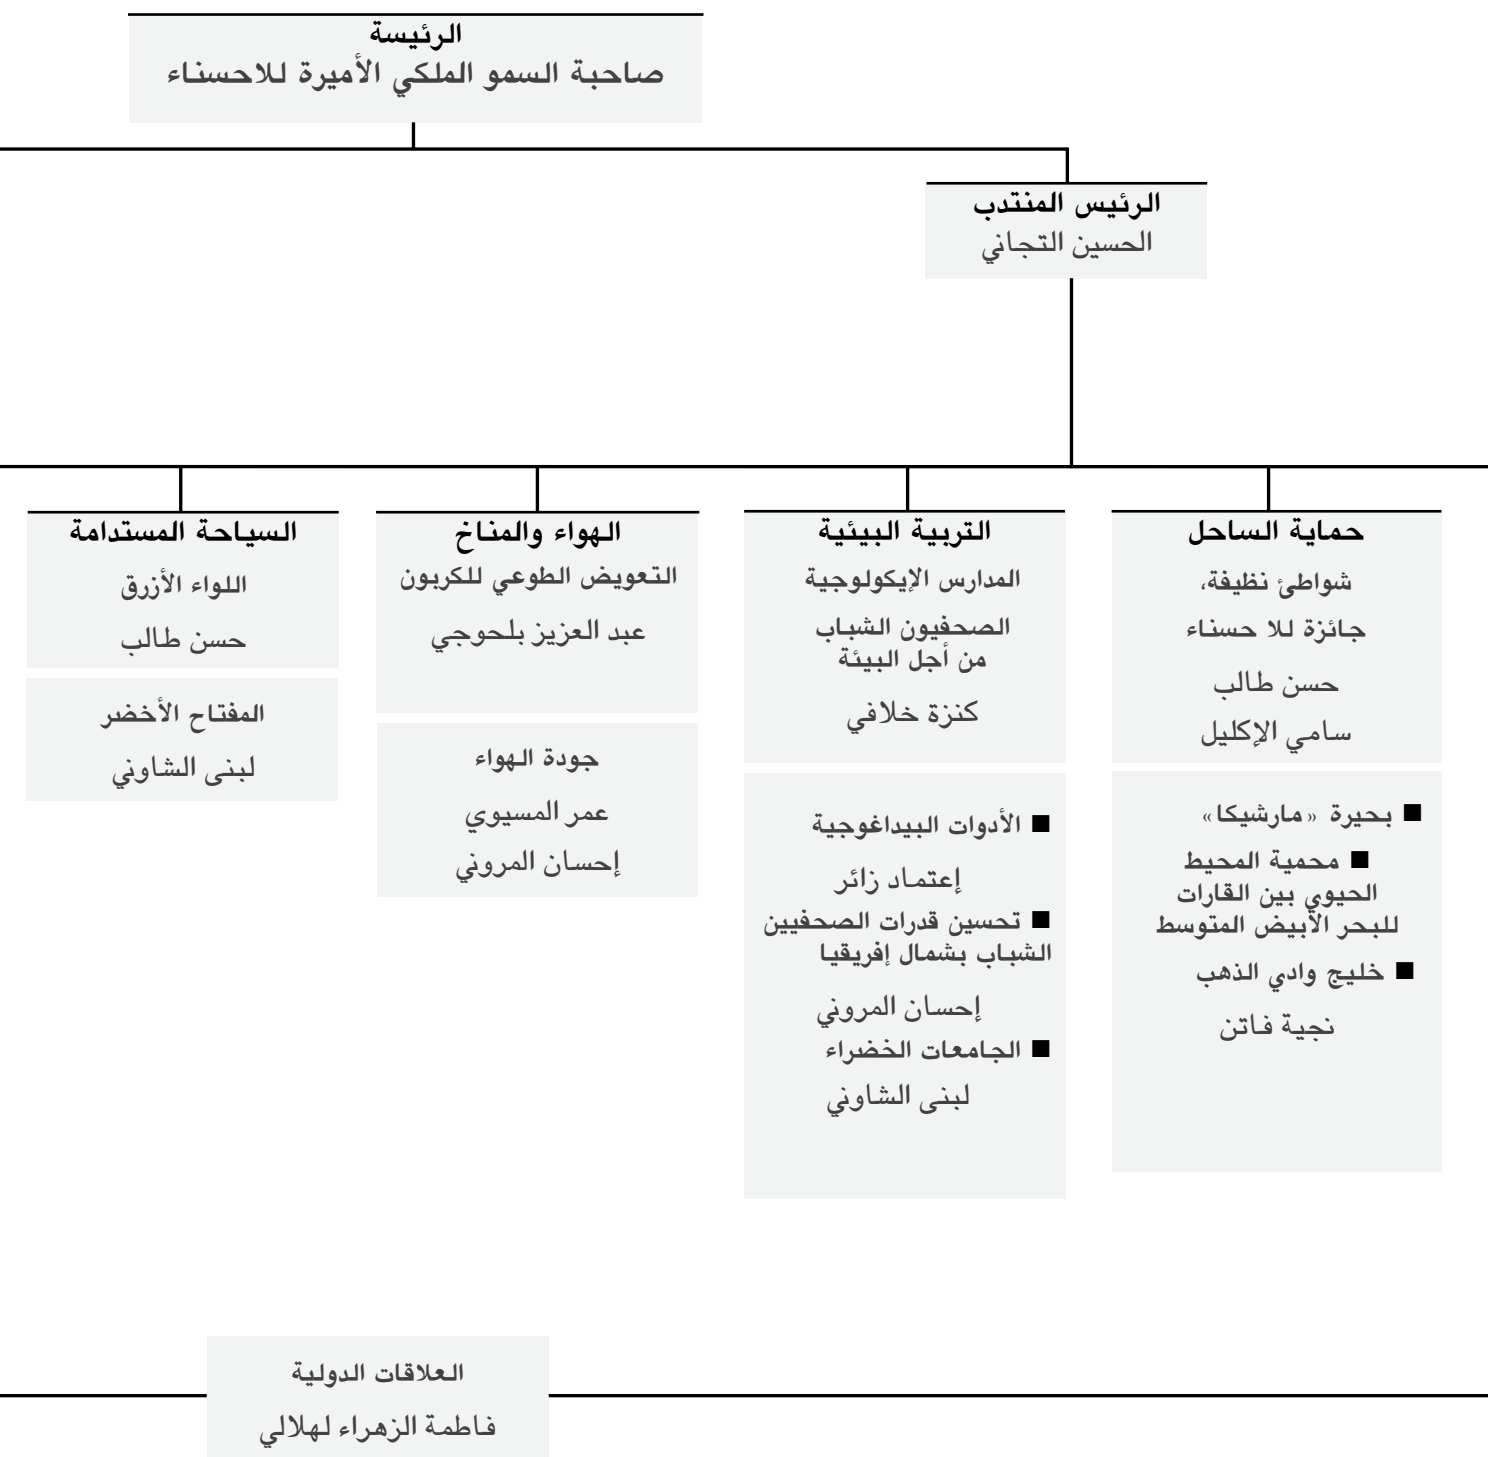 الرئيسة
صاحبة السمو الملكي الأميرة للاحسناء
الرئيس المنتدب
الحسين التجاني
حماية الساحل
شواطئ نظيفة،
جائزة للا حسناء
حسن طالب
سامي الإكليل
■ بحيرة «مارشيكا»
■ محمية المحيط
الحيوي بين القارات
للبحر الأبيض المتوسط
■ خليج وادي الذهب
نجية فاتن
التربية البيئية
المدارس الإيكولوجية
الصحفيون الشباب
من أجل البيئة
كنزة خلافي
■ الأدوات البيداغوجية
إعتماد زائر
■ تحسين قدرات الصحفيين
الشباب بشمال إفريقيا
إحسان المروني
■ الجامعات الخضراء
لبنى الشاوني
الهواء والمناخ
التعويض الطوعي للكربون
عبد العزيز بلحوجي
جودة الهواء
عمر المسيوي
إحسان المروني
السياحة المستدامة
اللواء الأزرق
حسن طالب
المفتاح الأخضر
لبنى الشاوني
العلاقات الدولية
فاطمة الزهراء لهلالي